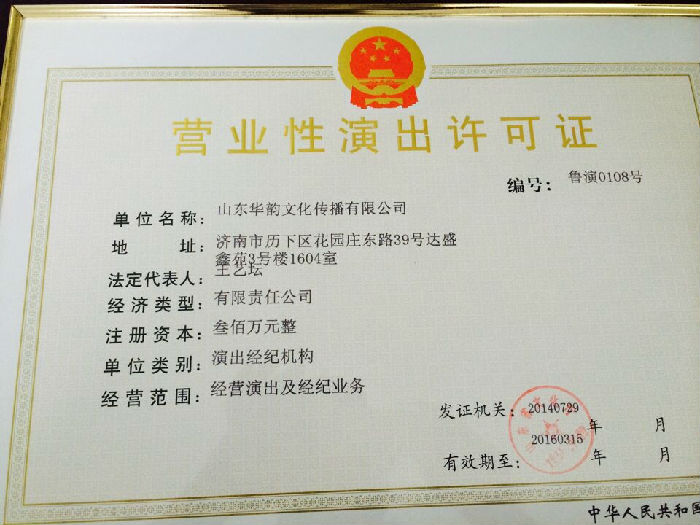 营业性演出许可证
编号: 鲁演0108号
单位名称: 山东华韵文化传播有限公司
地址: 济南市历下区花园庄东路39号达盛
鑫苑3号楼1604室
法定代表人: 王艺坛
经济类型: 有限责任公司
注册资本: 叁佰万元整
单位类别: 演出经纪机构
经营范围: 经营演出及经纪业务
发证机关: 20140729
年 月
有效期至: 20160315
年 月
中华人民共和国